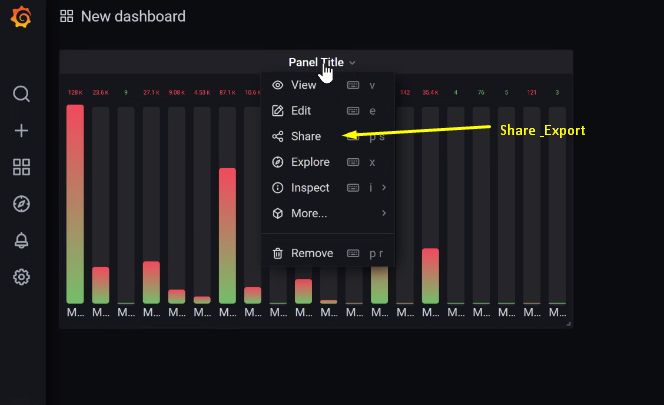 New dashboard
Panel Title
128 K 23.6 K 9 27.1 K 9.08 K 4.53 K 87.1 K 10.6 K 142 35.4 K 4 76 5 121 3
View v
Edit e
Share p s
Share _Export
Explore x
Inspect i
More...
Remove p r
M... M... M... M... M... M... M... M... M... M... M... M... M... M... M... M... M... M... M... M...